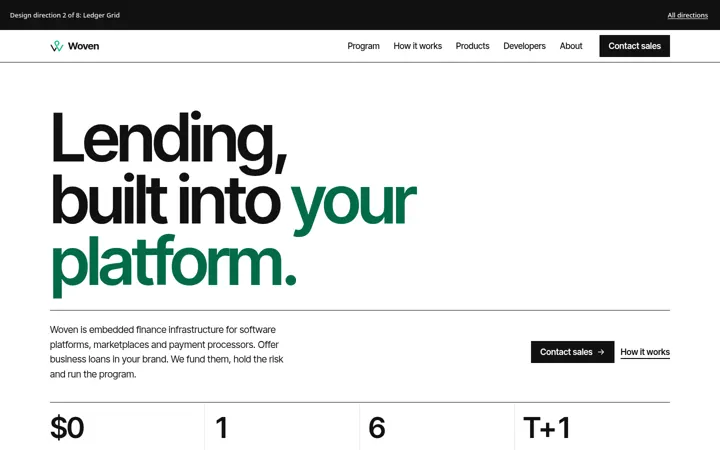 Design direction 2 of 8: Ledger Grid
All directions
Woven
Program
How it works
Products
Developers
About
Contact sales
Lending,
built into your
platform.
Woven is embedded finance infrastructure for software
platforms, marketplaces and payment processors. Offer
business loans in your brand. We fund them, hold the risk
and run the program.
Contact sales →
How it works
$0
1
6
T+1